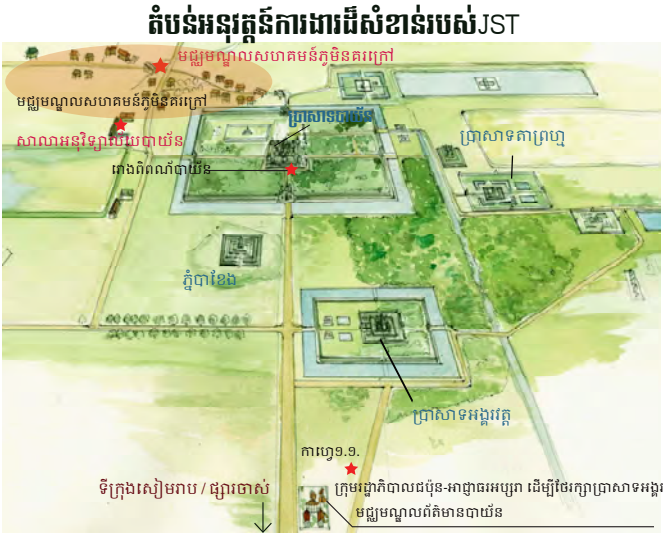 តំបន់អនុវត្តន៍ការងារដ៏សំខាន់របស់JST
មជ្ឈមណ្ឌលសហគមន៍ភូមិនគរក្រៅ
មជ្ឈមណ្ឌលសហគមន៍ភូមិនគរក្រៅ
ប្រាសាទបាយ័ន
សាលាអនុវិទ្យាល័យបាយ័ន
ប្រាសាទតាព្រហ្ម
រោងពិពណ៌បាយ័ន
ភ្នំបាខែង
ប្រាសាទអង្គរវត្ត
កាហ្វេ១.១.
ទីក្រុងសៀមរាប / ផ្សារចាស់
ក្រុមរដ្ឋាភិបាលជប៉ុន-អាជ្ញាធរអប្សរា ដើម្បីថែរក្សាប្រាសាទអង្គរ
មជ្ឈមណ្ឌលព័ត៌មានបាយ័ន